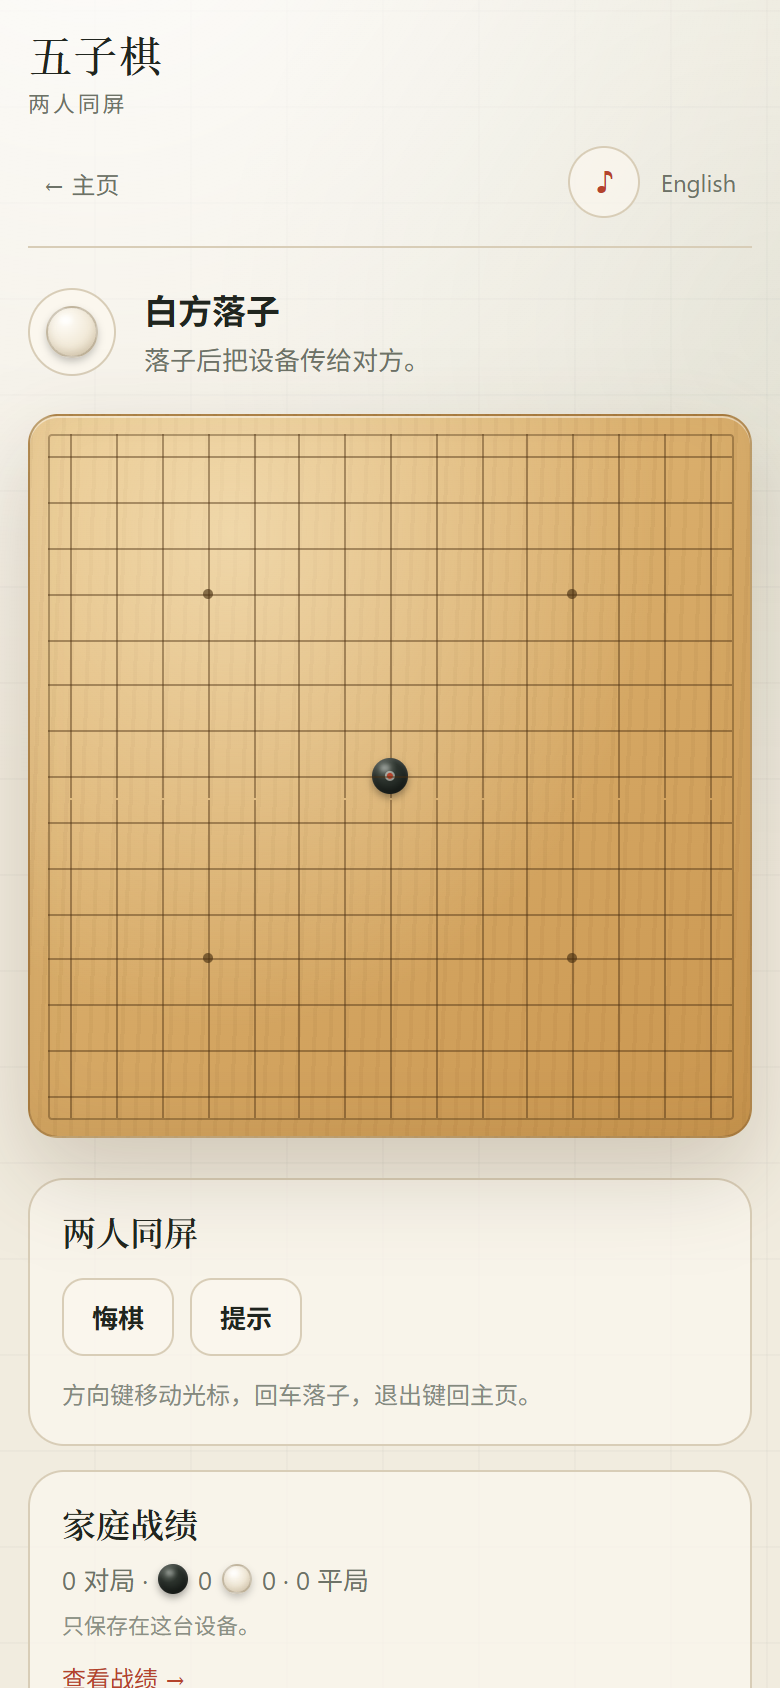 五子棋
两人同屏
← 主页
English
白方落子
落子后把设备传给对方。
两人同屏
悔棋 提示
方向键移动光标，回车落子，退出键回主页。
家庭战绩
0 对局 · 0 0 · 0 平局
只保存在这台设备。
查看战绩 →